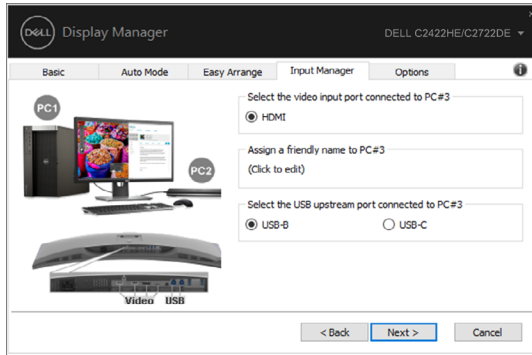 DELL Display Manager
DELL C2422HE/C2722DE
Basic
Auto Mode
Easy Arrange
Input Manager
Options
PC1
PC2
Video USB
Select the video input port connected to PC#3
HDMI
Assign a friendly name to PC#3
(Click to edit)
Select the USB upstream port connected to PC#3
USB-B
USB-C
< Back
Next >
Cancel